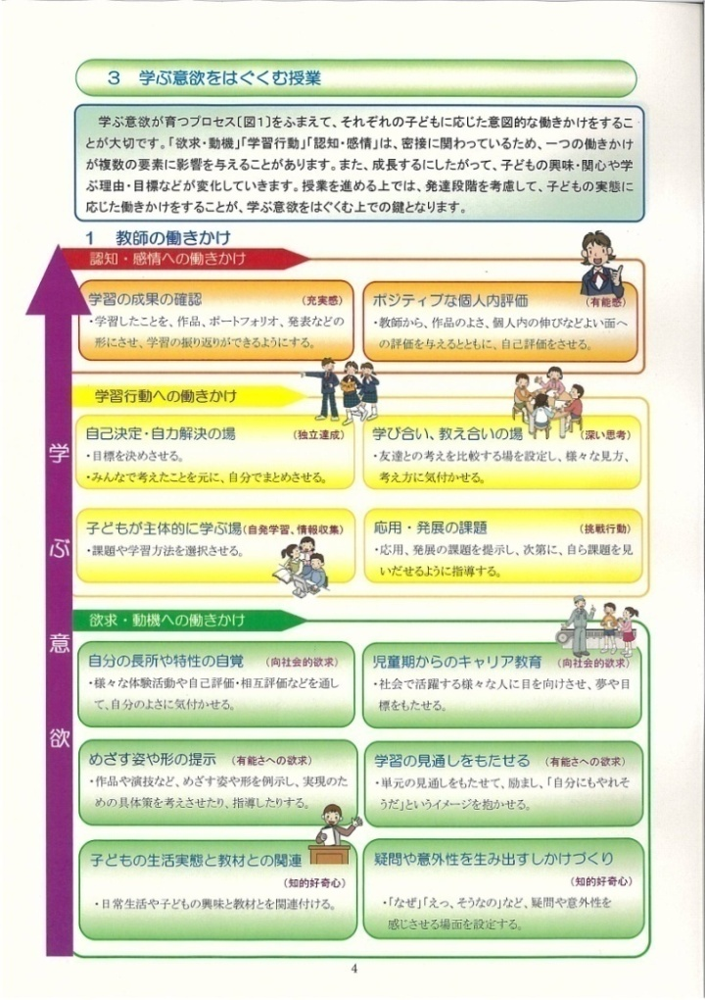 3 学ぶ意欲をはぐくむ授業
学ぶ意欲が育つプロセス〔図1〕をふまえて、それぞれの子どもに応じた意図的な働きかけをするこ
とが大切です。「欲求・動機」「学習行動」「認知・感情」は、密接に関わっているため、一つの働きかけ
が複数の要素に影響を与えることがあります。また、成長するにしたがって、子どもの興味・関心や学
ぶ理由・目標などが変化していきます。授業を進める上では、発達段階を考慮して、子どもの実態に
応じた働きかけをすることが、学ぶ意欲をはぐくむ上での鍵となります。
1 教師の働きかけ
認知・感情への働きかけ
学習の成果の確認 (充実感)
・学習したことを、作品、ポートフォリオ、発表などの
形にさせ、学習の振り返りができるようにする。
ポジティブな個人内評価 (有能感)
・教師から、作品のよさ、個人内の伸びなどよい面へ
の評価を与えるとともに、自己評価をさせる。
学習行動への働きかけ
自己決定・自力解決の場 (独立達成)
・目標を決めさせる。
・みんなで考えたことを元に、自分でまとめさせる。
学び合い、教え合いの場 (深い思考)
・友達との考えを比較する場を設定し、様々な見方、
考え方に気付かせる。
子どもが主体的に学ぶ場(自発学習、情報収集)
・課題や学習方法を選択させる。
応用・発展の課題 (挑戦行動)
・応用、発展の課題を提示し、次第に、自ら課題を見
いだせるように指導する。
欲求・動機への働きかけ
自分の長所や特性の自覚 (向社会的欲求)
・様々な体験活動や自己評価・相互評価などを通し
て、自分のよさに気付かせる。
児童期からのキャリア教育 (向社会的欲求)
・社会で活躍する様々な人に目を向けさせ、夢や目
標をもたせる。
めざす姿や形の提示 (有能さへの欲求)
・作品や演技など、めざす姿や形を例示し、実現のた
めの具体策を考えさせたり、指導したりする。
学習の見通しをもたせる (有能さへの欲求)
・単元の見通しをもたせて、励まし、「自分にもやれそ
うだ」というイメージを抱かせる。
子どもの生活実態と教材との関連
(知的好奇心)
・日常生活や子どもの興味と教材とを関連付ける。
疑問や意外性を生み出すしかけづくり
(知的好奇心)
・「なぜ」「えっ、そうなの」など、疑問や意外性を
感じさせる場面を設定する。
学ぶ意欲
4